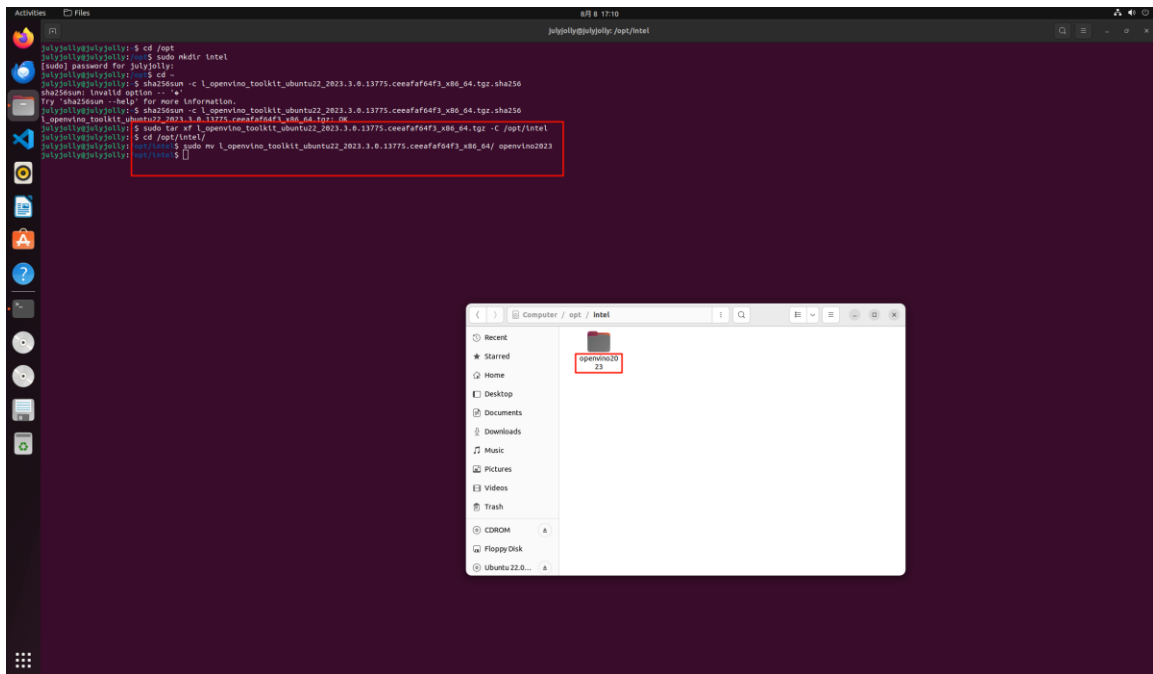 Activities Files 8月 8 17:10
julyjolly@julyjolly: /opt/intel
julyjolly@julyjolly:~$ cd /opt
julyjolly@julyjolly:/opt$ sudo mkdir intel
[sudo] password for julyjolly:
julyjolly@julyjolly:/opt$ cd ~
julyjolly@julyjolly:~$ sha256sum -c l_openvino_toolkit_ubuntu22_2023.3.0.13775.ceeafaf64f3_x86_64.tgz.sha256
sha256sum: invalid option -- '�'
Try 'sha256sum --help' for more information.
julyjolly@julyjolly:~$ sha256sum -c l_openvino_toolkit_ubuntu22_2023.3.0.13775.ceeafaf64f3_x86_64.tgz.sha256
l_openvino_toolkit_ubuntu22_2023.3.0.13775.ceeafaf64f3_x86_64.tgz: OK
julyjolly@julyjolly:~$ sudo tar xf l_openvino_toolkit_ubuntu22_2023.3.0.13775.ceeafaf64f3_x86_64.tgz -C /opt/intel
julyjolly@julyjolly:~$ cd /opt/intel/
julyjolly@julyjolly:/opt/intel$ sudo mv l_openvino_toolkit_ubuntu22_2023.3.0.13775.ceeafaf64f3_x86_64/ openvino2023
julyjolly@julyjolly:/opt/intel$
Computer / opt / intel
Recent
Starred
Home
Desktop
Documents
Downloads
Music
Pictures
Videos
Trash
CDROM
Floppy Disk
Ubuntu 22.0...
openvino20
23